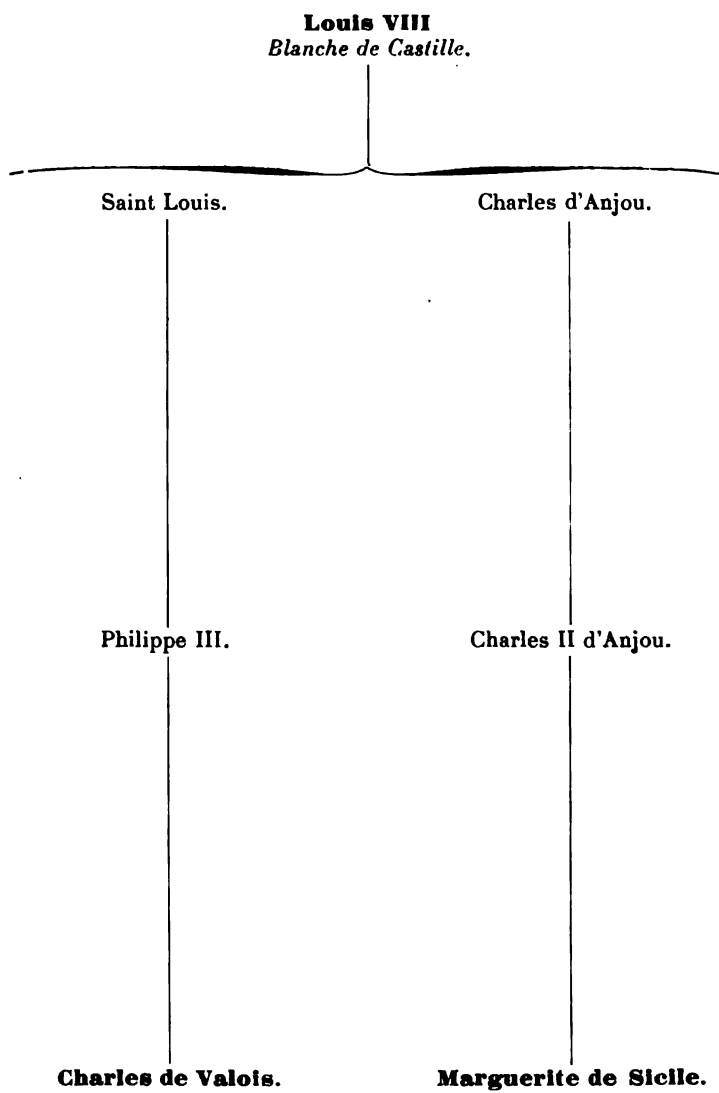 Louis VIII
Blanche de Castille.
Saint Louis. Charles d'Anjou.
Philippe III. Charles II d'Anjou.
Charles de Valois. Marguerite de Sicile.